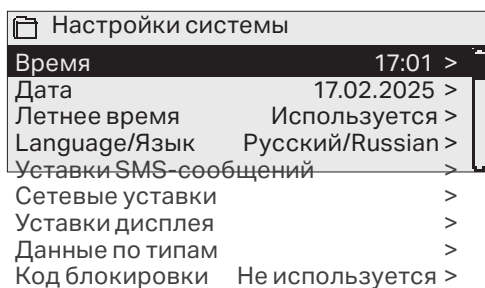 Настройки системы
Время 17:01 >
Дата 17.02.2025 >
Летнее время Используется >
Language/Язык Русский/Russian >
Уставки SMS-сообщений >
Сетевые уставки >
Уставки дисплея >
Данные по типам >
Код блокировки Не используется >